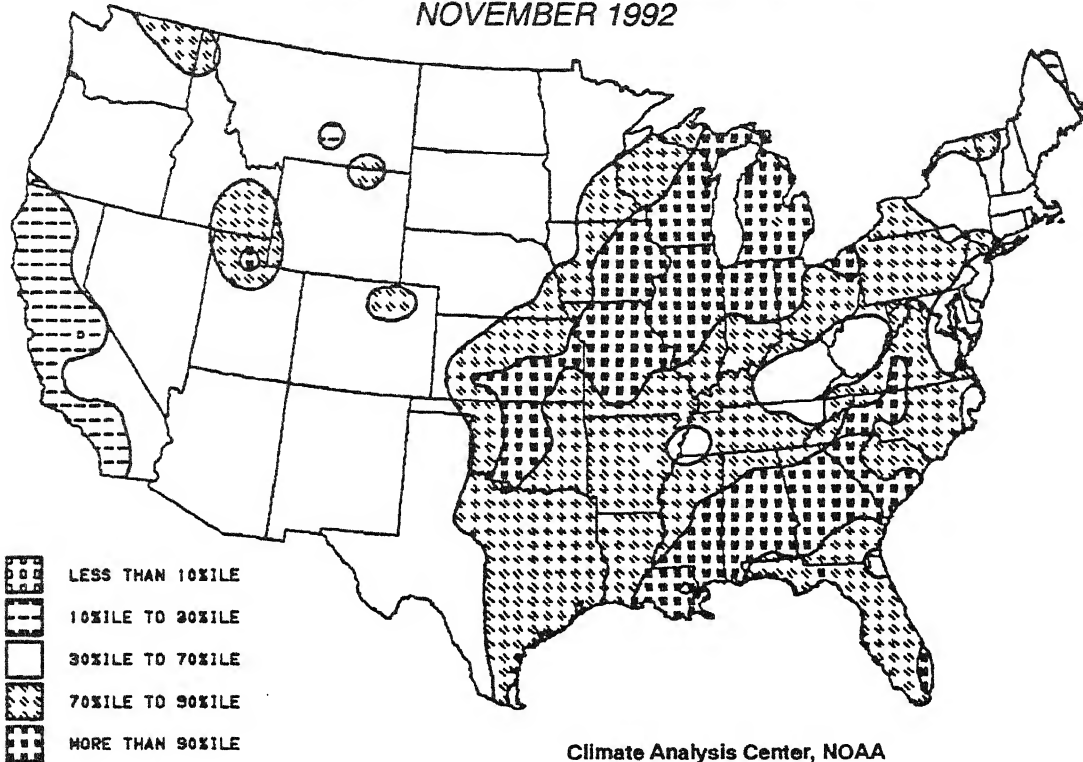 NOVEMBER 1992
LESS THAN 10%ILE
10%ILE TO 30%ILE
30%ILE TO 70%ILE
70%ILE TO 90%ILE
MORE THAN 90%ILE
Climate Analysis Center, NOAA